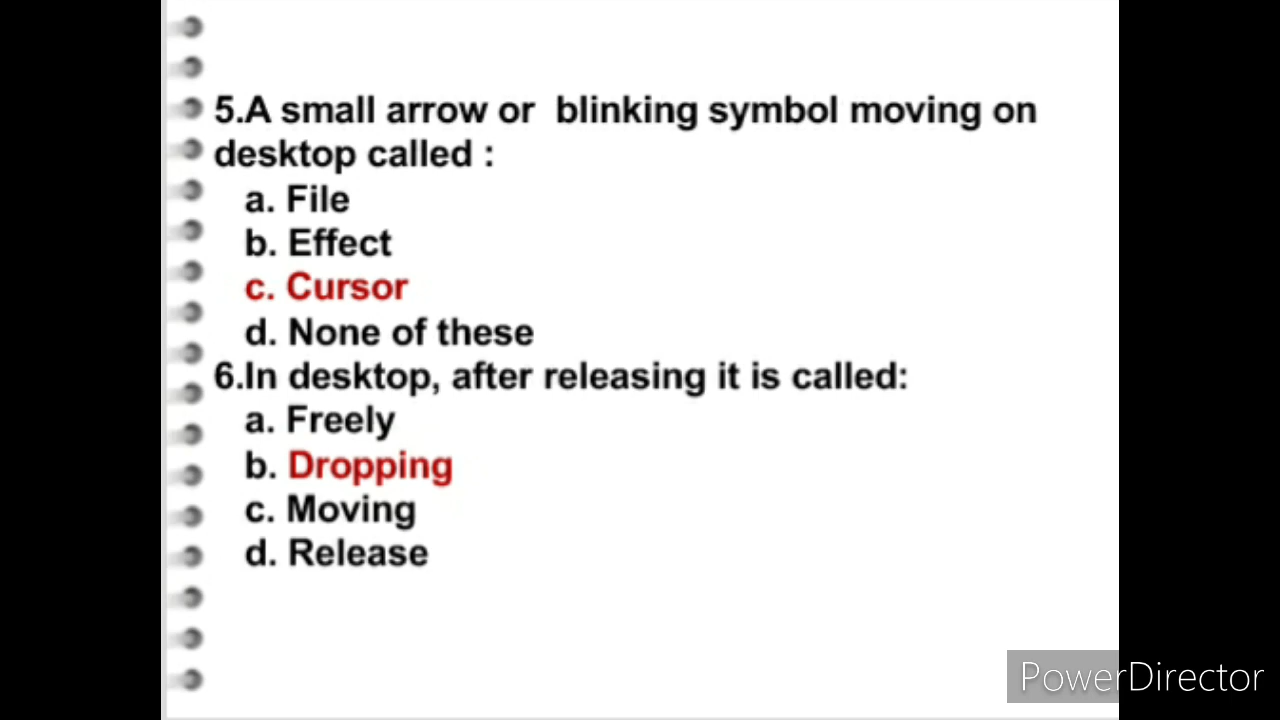 5.A small arrow or  blinking symbol moving on
desktop called :
a. File
b. Effect
c. Cursor
d. None of these
6.In desktop, after releasing it is called:
a. Freely
b. Dropping
c. Moving
d. Release
PowerDirector